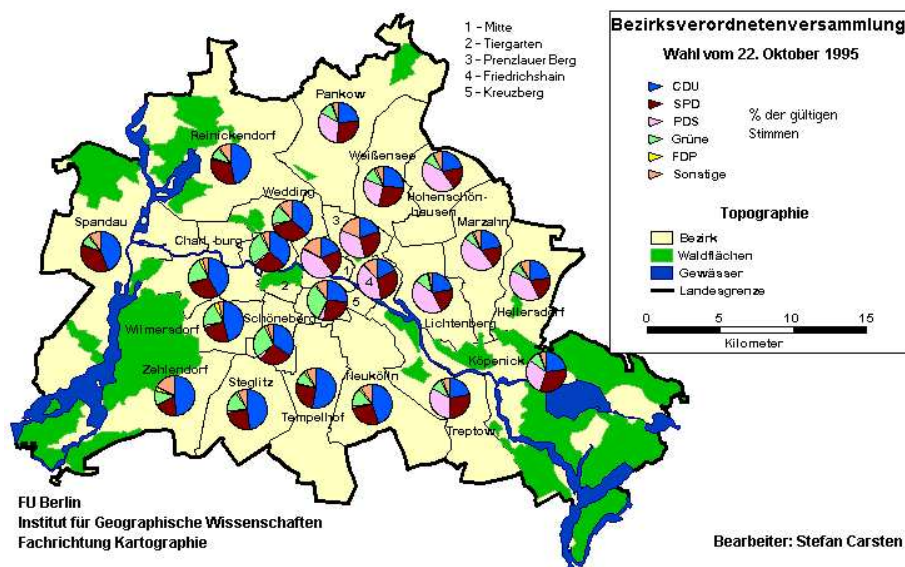 1 - Mitte
2 - Tiergarten
3 - Prenzlauer Berg
4 - Friedrichshain
5 - Kreuzberg
Bezirksverordnetenversammlung
Wahl vom 22. Oktober 1995
CDU
SPD
PDS
Grüne
FDP
Sonstige
% der gültigen
Stimmen
Topographie
Bezirk
Waldflächen
Gewässer
Landesgrenze
0 5 10 15
Kilometer
Pankow
Reinickendorf
Weißensee
Hohenschön-
hausen
Wedding
Spandau
Charl.-burg
Marzahn
3
1
2
4
5
Hellersdorf
Lichtenberg
Schöneberg
Wilmersdorf
Köpenick
Zehlendorf
Steglitz
Neukölln
Tempelhof
Treptow
FU Berlin
Institut für Geographische Wissenschaften
Fachrichtung Kartographie
Bearbeiter: Stefan Carsten